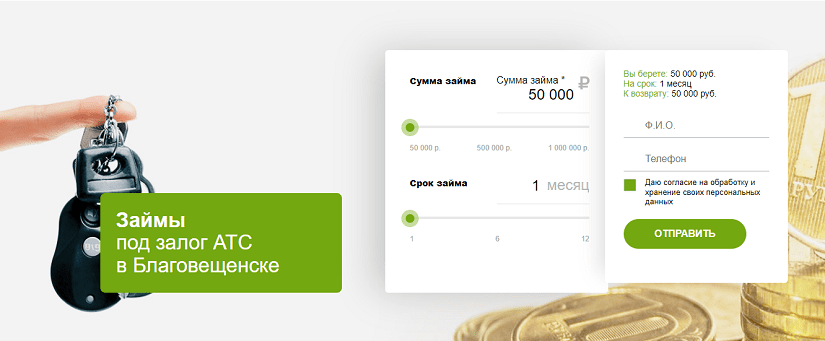 Займы
под залог АТС
в Благовещенске
Сумма займа
Сумма займа *
50 000 ₽
50 000 р. 500 000 р. 1 000 000 р.
Срок займа
1 месяц
1 6 12
Вы берете: 50 000 руб.
На срок: 1 месяц
К возврату: 50 000 руб.
Ф.И.О.
Телефон
Даю согласие на обработку и
хранение своих персональных
данных
ОТПРАВИТЬ
10